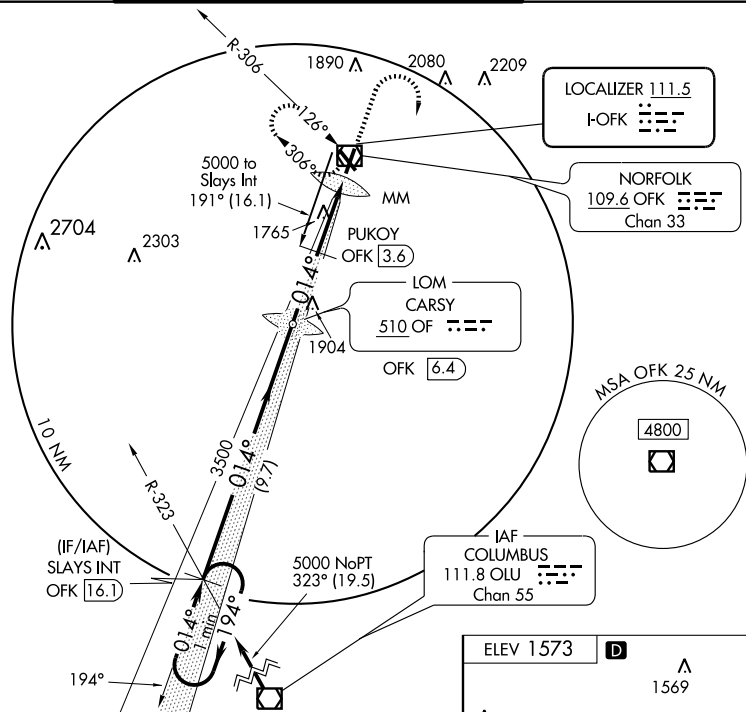 R-306
1890
2080
2209
LOCALIZER 111.5
I-OFK
126°
306°
5000 to
Slays Int
191° (16.1)
MM
NORFOLK
109.6 OFK
Chan 33
2704
2303
1765
PUKOY
OFK 3.6
014°
LOM
CARSY
510 OF
1904
OFK 6.4
MSA OFK 25 NM
4800
10 NM
3500
014°
(9.7)
R-323
(IF/IAF)
SLAYS INT
OFK 16.1
5000 NoPT
323° (19.5)
IAF
COLUMBUS
111.8 OLU
Chan 55
014°
1 min
194°
194°
ELEV 1573 D
1569